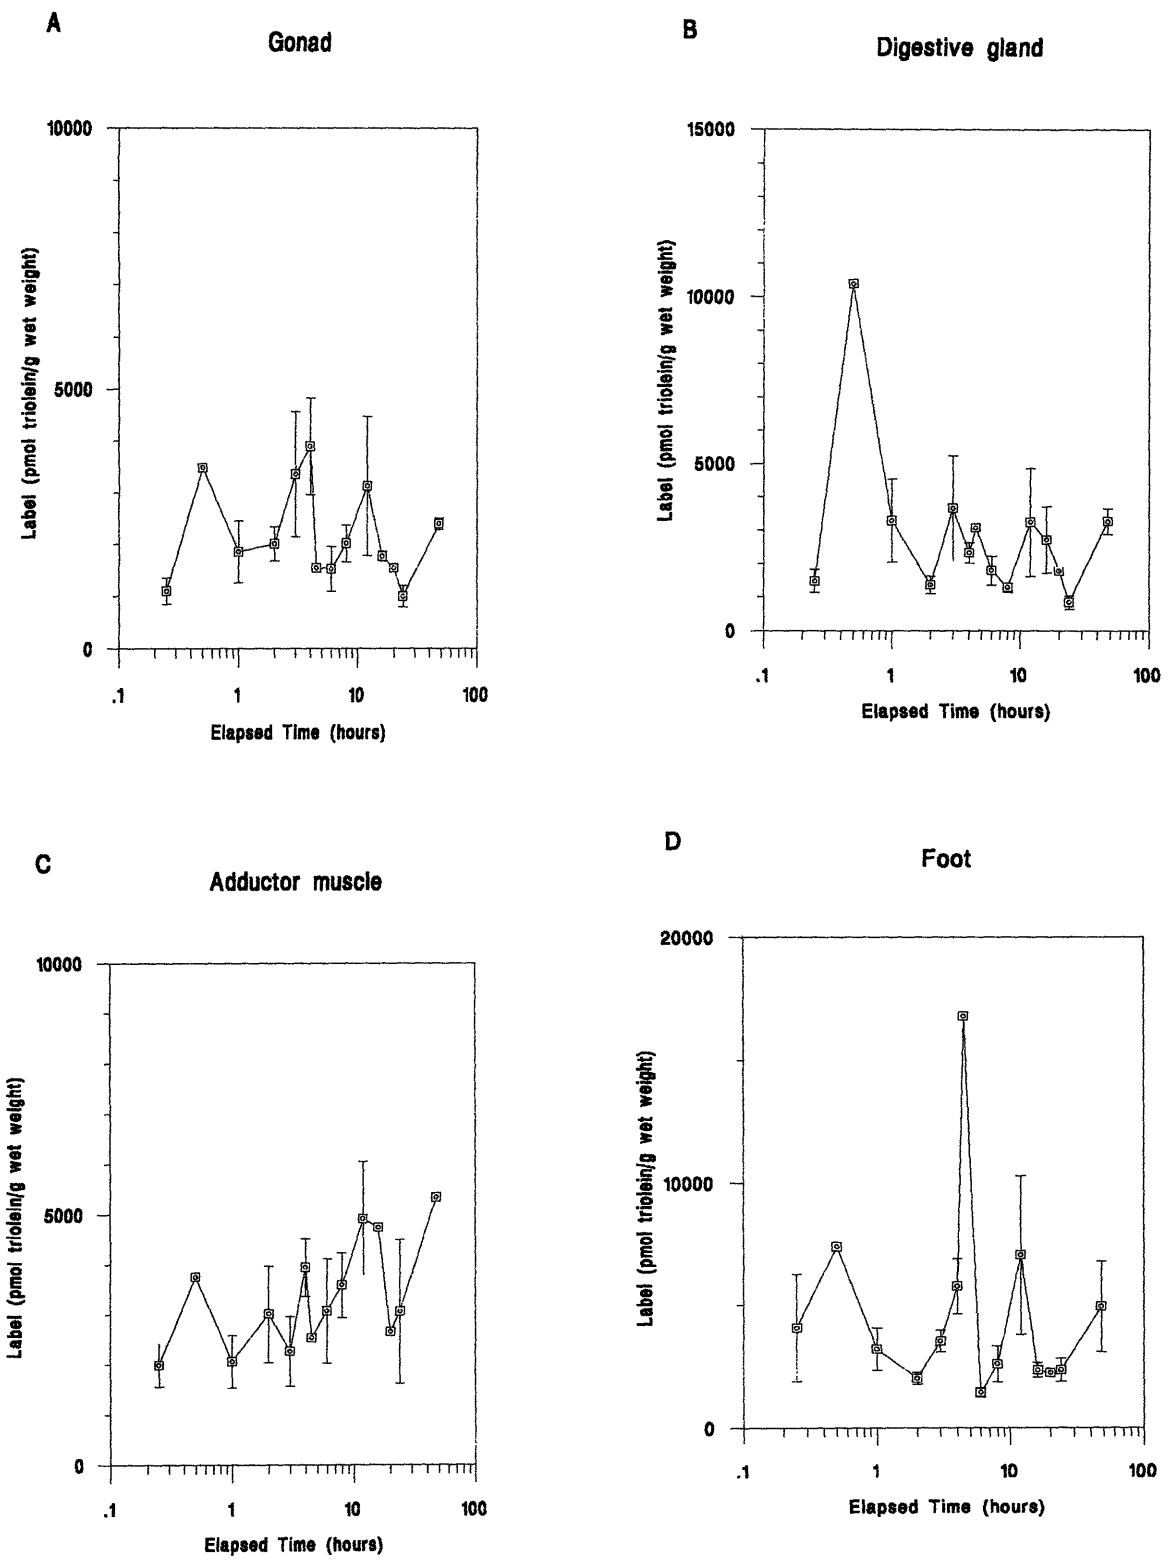 A
Gonad
10000
5000
0
.1 1 10 100
Elapsed Time (hours)
Label (pmol triolein/g wet weight)
B
Digestive gland
15000
10000
5000
0
.1 1 10 100
Elapsed Time (hours)
Label (pmol triolein/g wet weight)
C
Adductor muscle
10000
5000
0
.1 1 10 100
Elapsed Time (hours)
Label (pmol triolein/g wet weight)
D
Foot
20000
10000
0
.1 1 10 100
Elapsed Time (hours)
Label (pmol triolein/g wet weight)